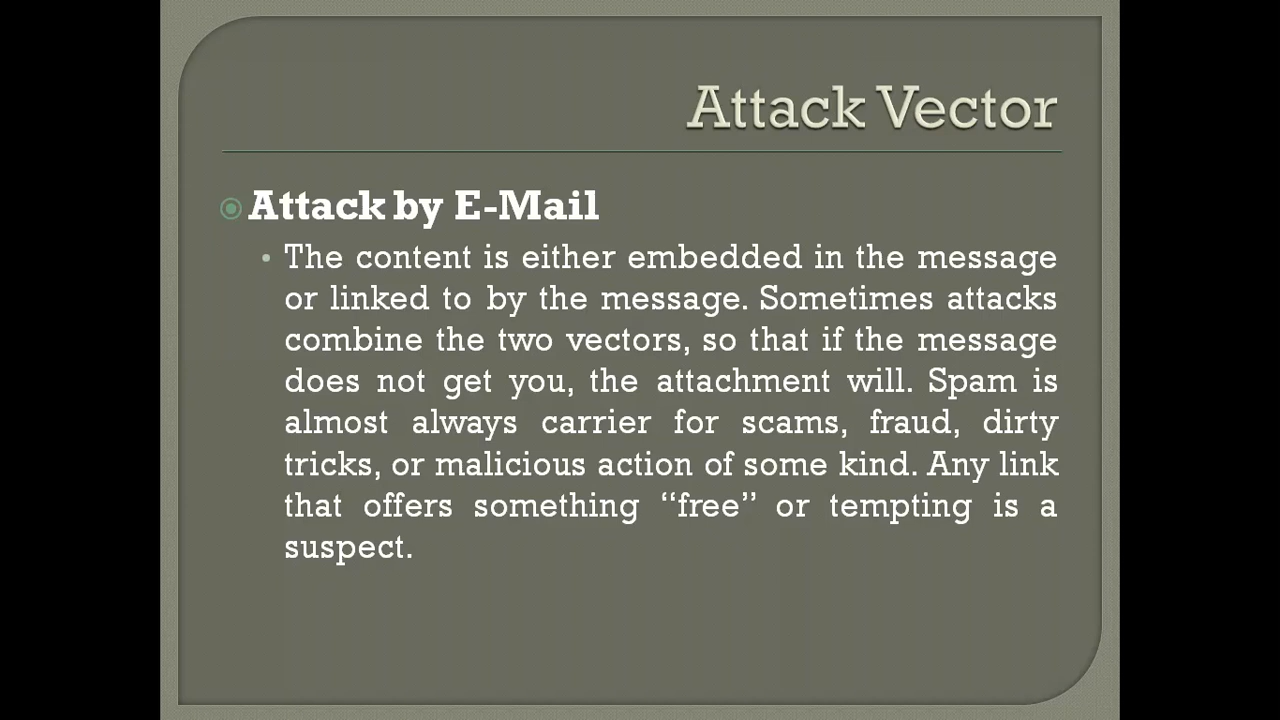 Attack Vector
Attack by E-Mail
The content is either embedded in the message
or linked to by the message. Sometimes attacks
combine the two vectors, so that if the message
does not get you, the attachment will. Spam is
almost always carrier for scams, fraud, dirty
tricks, or malicious action of some kind. Any link
that offers something “free” or tempting is a
suspect.